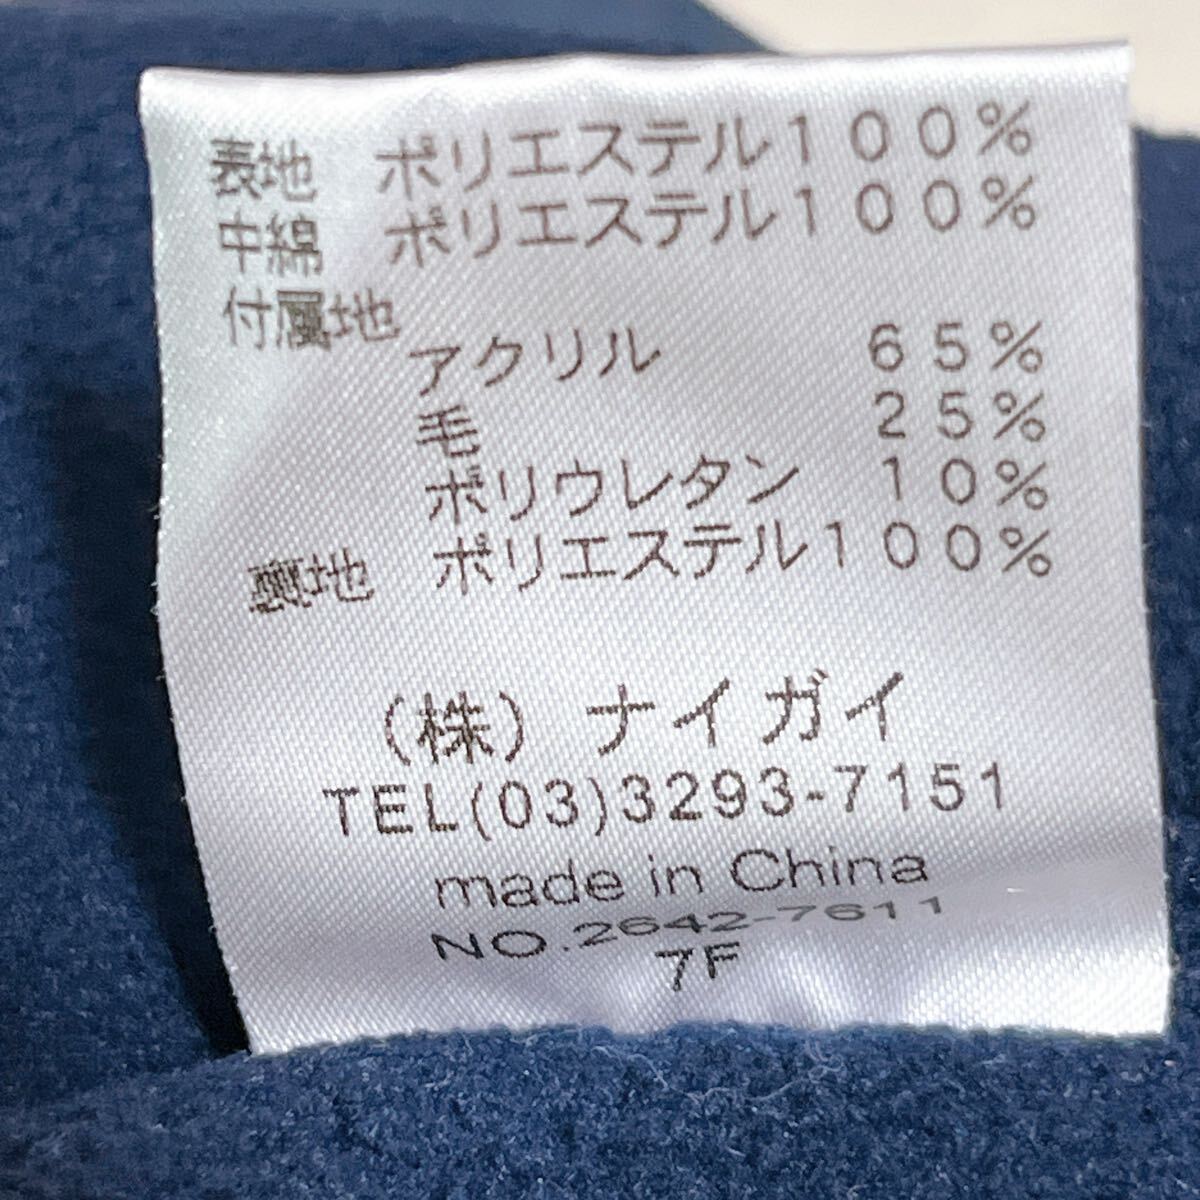 表地 ポリエステル100%
中綿 ポリエステル100%
付属地
アクリル 65%
毛 25%
ポリウレタン 10%
裏地 ポリエステル100%
(株)ナイガイ
TEL(03)3293-7151
made in China
NO.2642-7611
7F